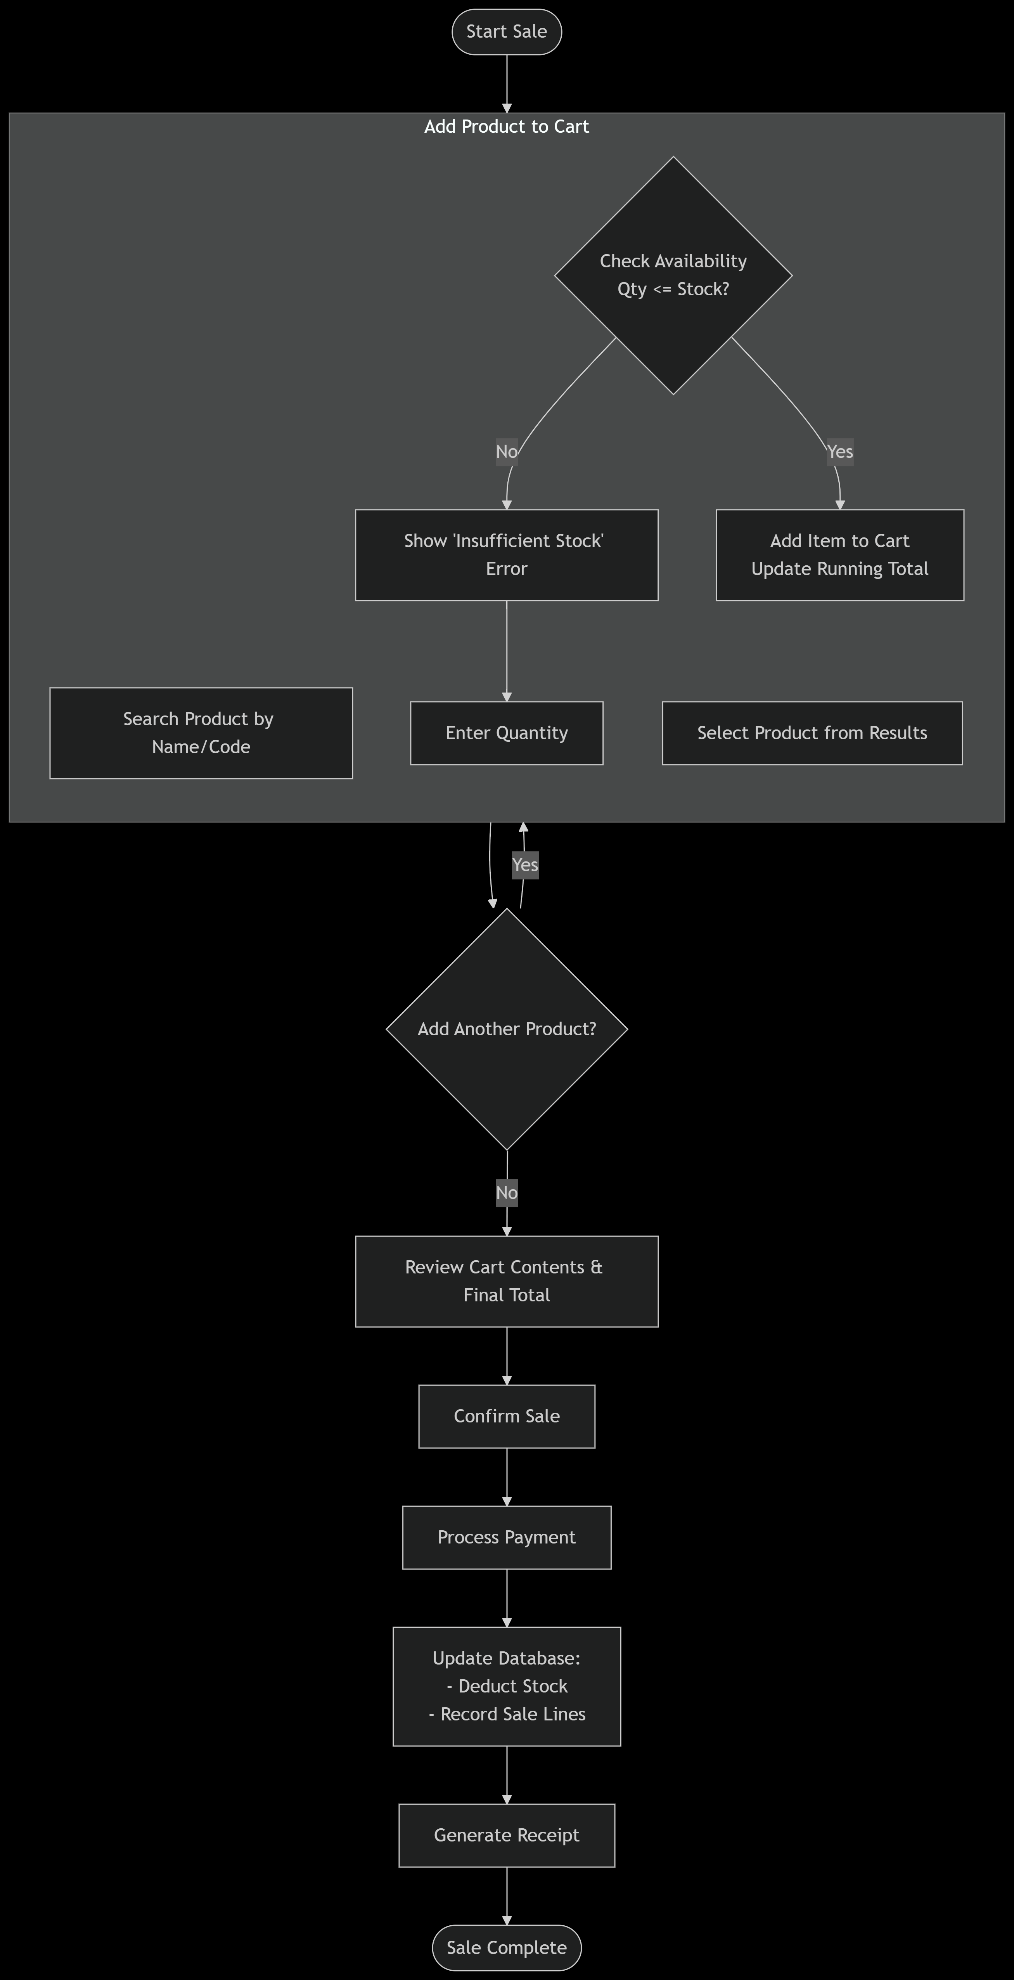 Start Sale
Add Product to Cart
Check Availability
Qty <= Stock?
No
Yes
Show 'Insufficient Stock'
Error
Add Item to Cart
Update Running Total
Search Product by
Name/Code
Enter Quantity
Select Product from Results
Yes
Add Another Product?
No
Review Cart Contents &
Final Total
Confirm Sale
Process Payment
Update Database:
- Deduct Stock
- Record Sale Lines
Generate Receipt
Sale Complete